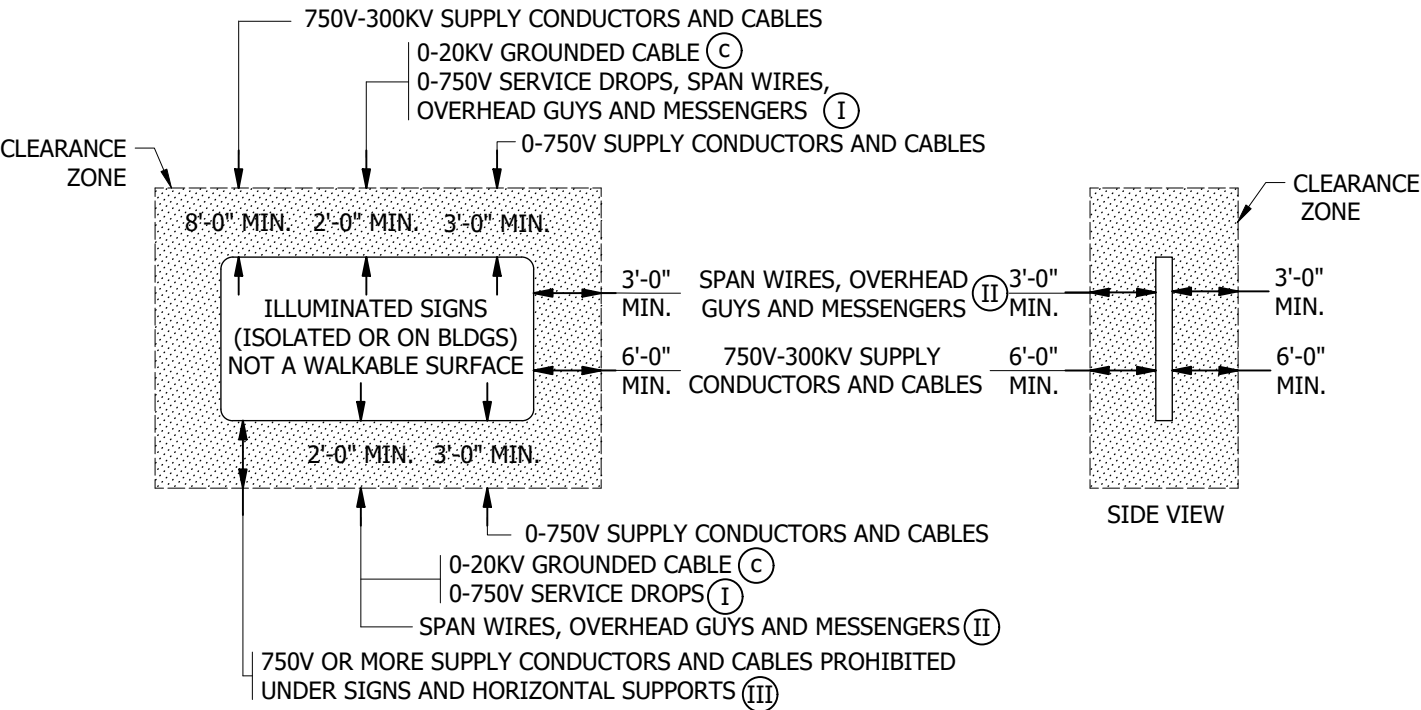 750V-300KV SUPPLY CONDUCTORS AND CABLES
0-20KV GROUNDED CABLE C
0-750V SERVICE DROPS, SPAN WIRES,
OVERHEAD GUYS AND MESSENGERS I
0-750V SUPPLY CONDUCTORS AND CABLES
CLEARANCE
ZONE
CLEARANCE
ZONE
8'-0" MIN. 2'-0" MIN. 3'-0" MIN.
ILLUMINATED SIGNS
(ISOLATED OR ON BLDGS)
NOT A WALKABLE SURFACE
3'-0"
MIN.
SPAN WIRES, OVERHEAD
GUYS AND MESSENGERS II
3'-0"
MIN.
3'-0"
MIN.
6'-0"
MIN.
750V-300KV SUPPLY
CONDUCTORS AND CABLES
6'-0"
MIN.
6'-0"
MIN.
2'-0" MIN. 3'-0" MIN.
SIDE VIEW
0-750V SUPPLY CONDUCTORS AND CABLES
0-20KV GROUNDED CABLE C
0-750V SERVICE DROPS I
SPAN WIRES, OVERHEAD GUYS AND MESSENGERS II
750V OR MORE SUPPLY CONDUCTORS AND CABLES PROHIBITED
UNDER SIGNS AND HORIZONTAL SUPPORTS III